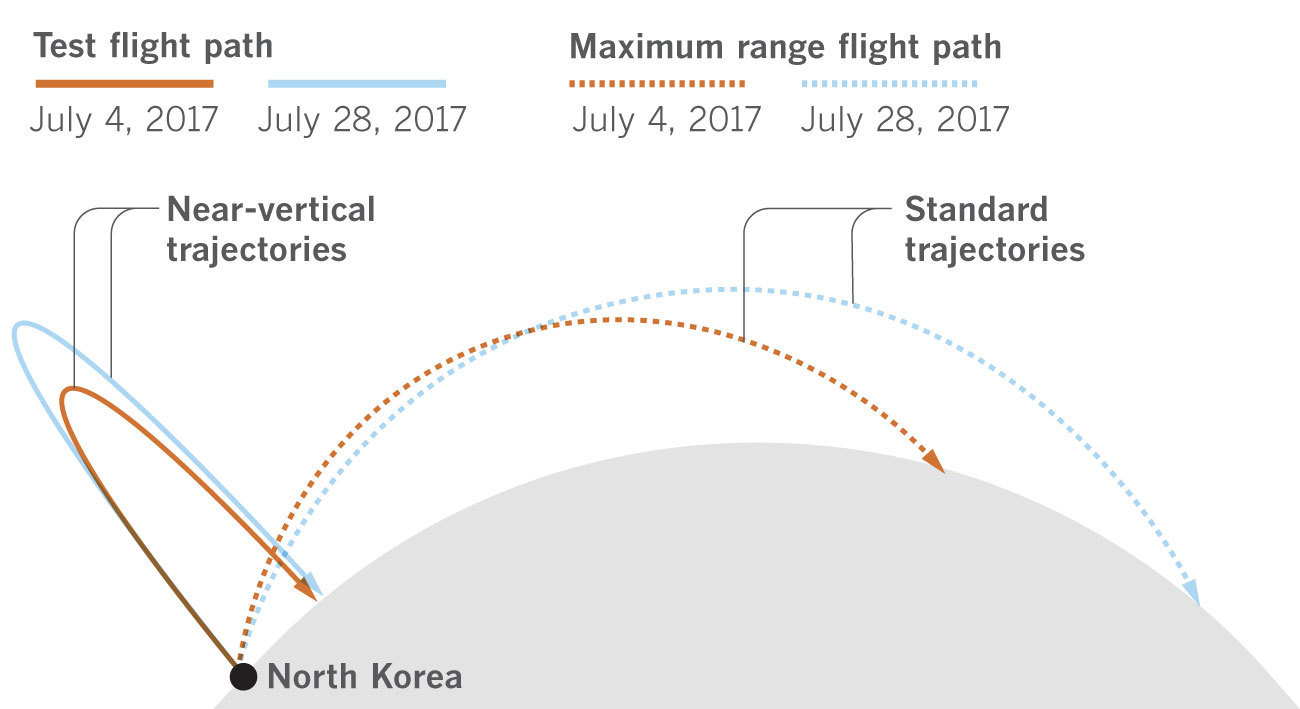 Test flight path
Maximum range flight path
July 4, 2017
July 28, 2017
July 4, 2017
July 28, 2017
Near-vertical
trajectories
Standard
trajectories
North Korea